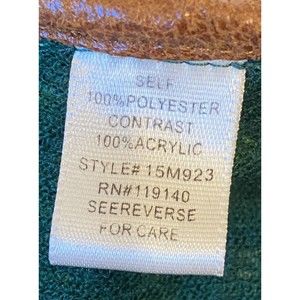 SELF
100%POLYESTER
CONTRAST
100%ACRYLIC
STYLE# 15M923
RN#119140
SEEREVERSE
FOR CARE